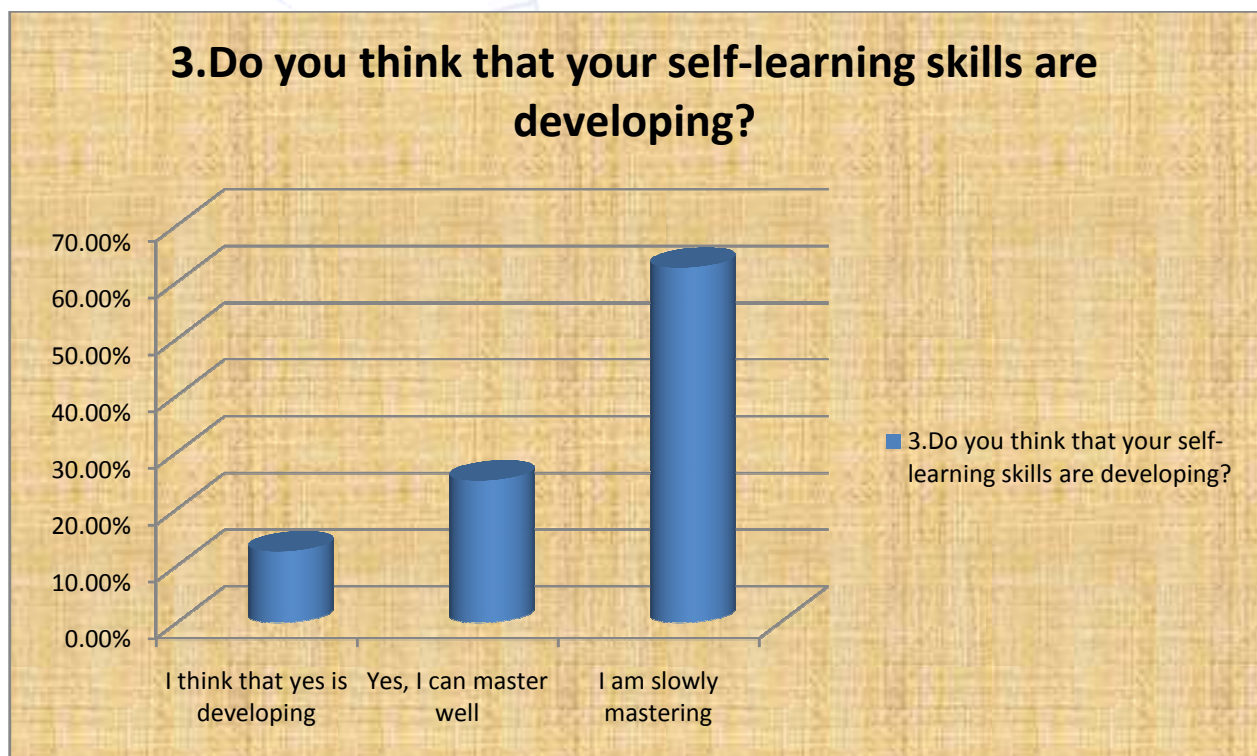 3.Do you think that your self-learning skills are
developing?
70.00%
60.00%
50.00%
40.00%
30.00%
20.00%
10.00%
0.00%
I think that yes is
developing
Yes, I can master
well
I am slowly
mastering
3.Do you think that your self-
learning skills are developing?